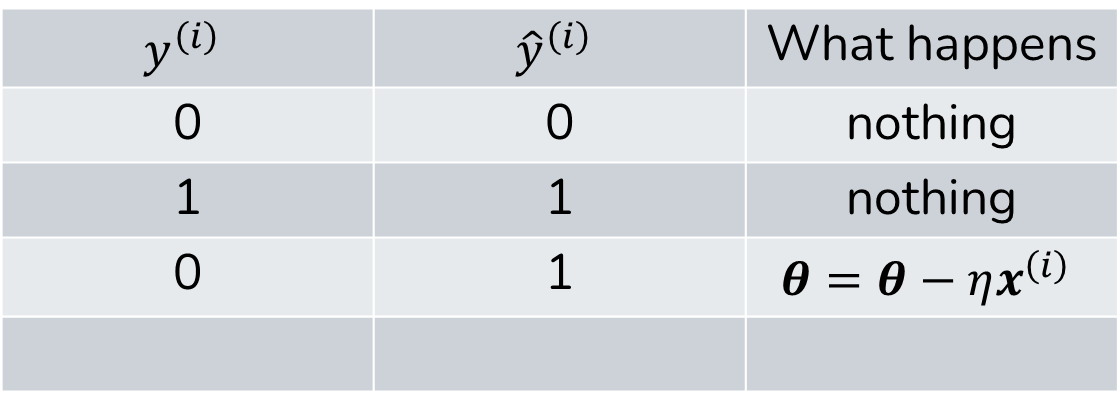 y⁽ⁱ⁾ ŷ⁽ⁱ⁾ What happens
0 0 nothing
1 1 nothing
0 1 𝜽 = 𝜽 − η𝒙⁽ⁱ⁾